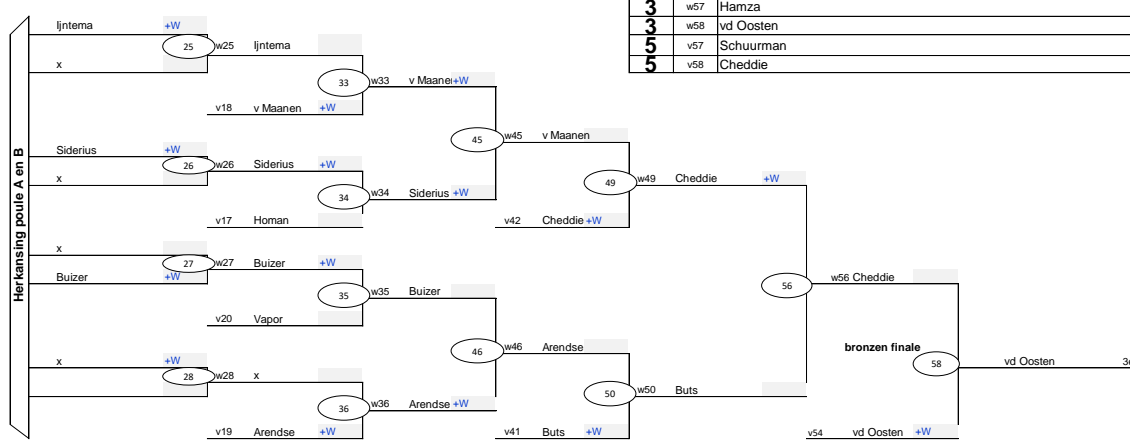 3 w57 Hamza
3 w58 vd Oosten
5 v57 Schuurman
5 v58 Cheddie
Herkansing poule A en B
Ijntema +W
25 w25 Ijntema
x
33 w33 v Maanen +W
v18 v Maanen +W
45 w45 v Maanen
Siderius +W
26 w26 Siderius +W
x
34 w34 Siderius +W
49 w49 Cheddie +W
v17 Homan
v42 Cheddie +W
x
27 w27 Buizer +W
Buizer +W
35 w35 Buizer
56 w56 Cheddie
v20 Vapor
46 w46 Arendse
bronzen finale
x +W
28 w28 x
58 vd Oosten
50 w50 Buts
36 w36 Arendse +W
v19 Arendse +W
v41 Buts +W
v54 vd Oosten +W